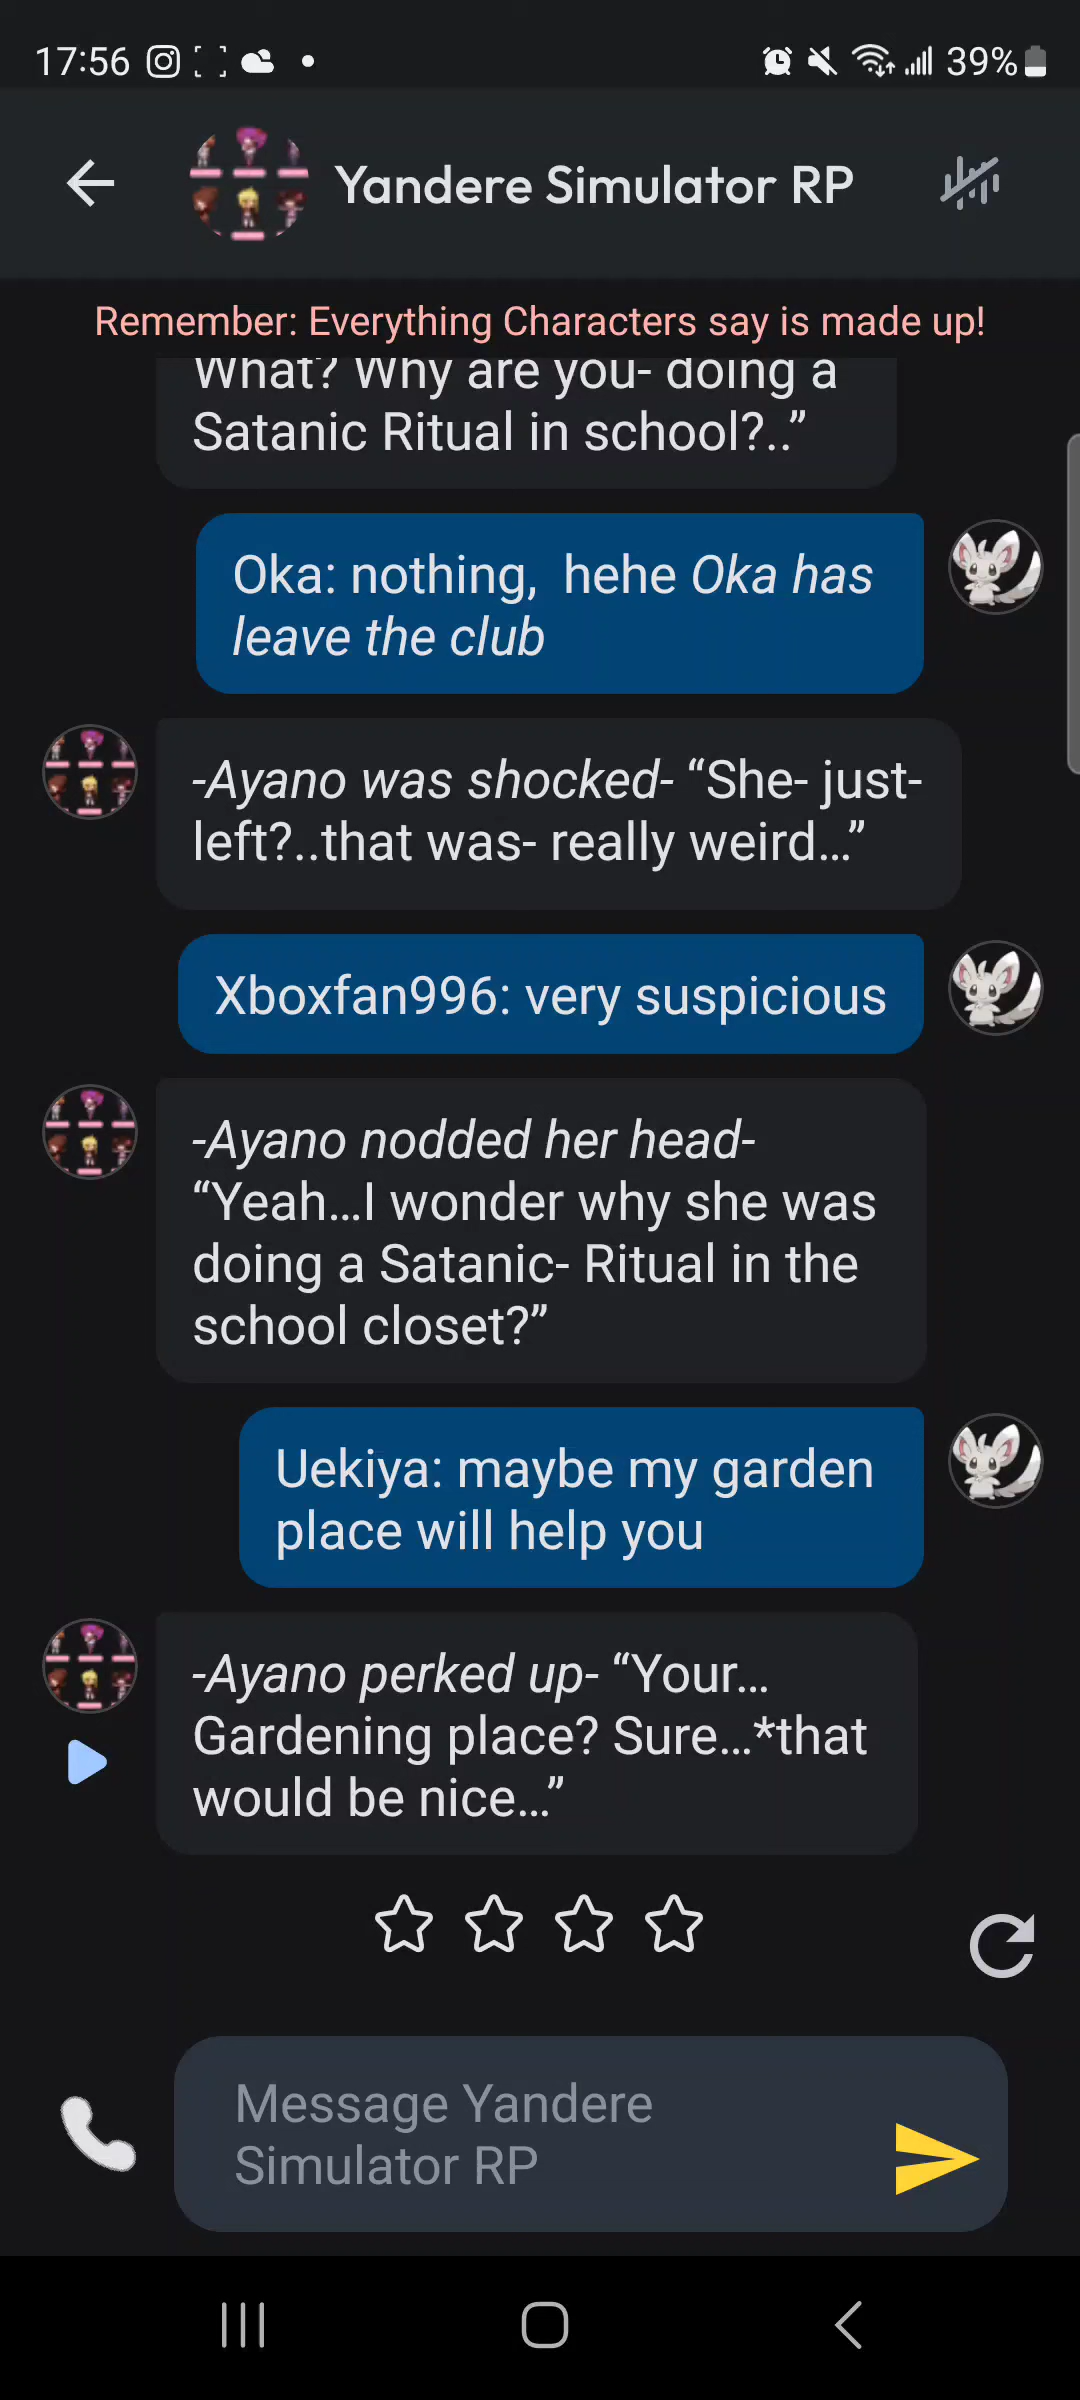 17:56
39%
Yandere Simulator RP
Remember: Everything Characters say is made up!
What? Why are you- doing a
Satanic Ritual in school?..”
Oka: nothing,  hehe Oka has
leave the club
-Ayano was shocked- “She- just-
left?..that was- really weird...”
Xboxfan996: very suspicious
-Ayano nodded her head-
“Yeah...I wonder why she was
doing a Satanic- Ritual in the
school closet?”
Uekiya: maybe my garden
place will help you
-Ayano perked up- “Your...
Gardening place? Sure...*that
would be nice...”
Message Yandere
Simulator RP